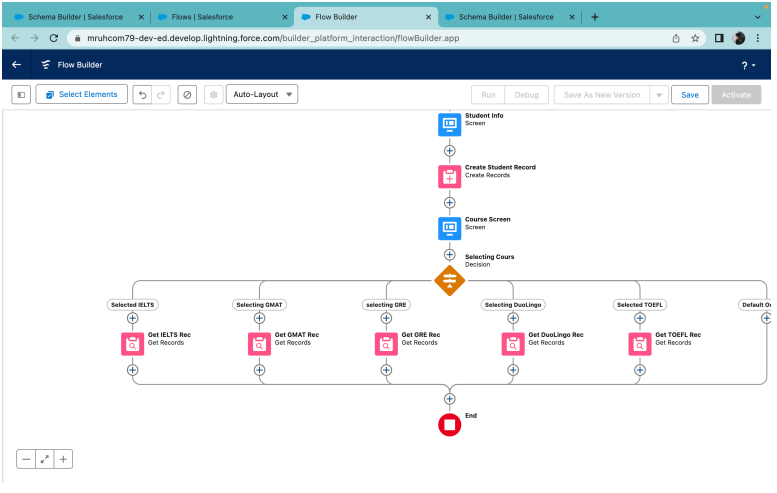 Schema Builder | Salesforce
Flows | Salesforce
Flow Builder
Schema Builder | Salesforce
mruhcom79-dev-ed.develop.lightning.force.com/builder_platform_interaction/flowBuilder.app
Flow Builder
?
Select Elements
Auto-Layout
Run
Debug
Save As New Version
Save
Activate
Student Info
Screen
Create Student Record
Create Records
Course Screen
Screen
Selecting Cours
Decision
Selected IELTS
Selecting GMAT
selecting GRE
Selecting DuoLingo
Selected TOEFL
Default O
Get IELTS Rec
Get Records
Get GMAT Rec
Get Records
Get GRE Rec
Get Records
Get DuoLingo Rec
Get Records
Get TOEFL Rec
Get Records
End